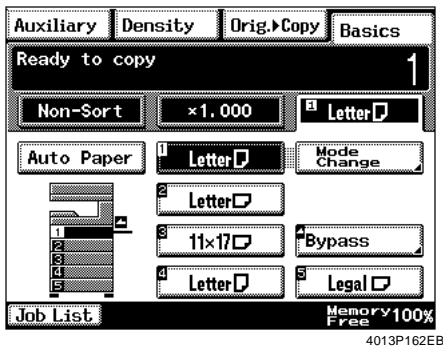 Auxiliary Density Orig.▶Copy Basics
Ready to copy 1
Non-Sort ×1.000 1 Letter
Auto Paper 1 Letter Mode Change
2 Letter
1
2
3
4
5
3 11×17 Bypass
4 Letter 5 Legal
Job List Memory Free 100%
4013P162EB